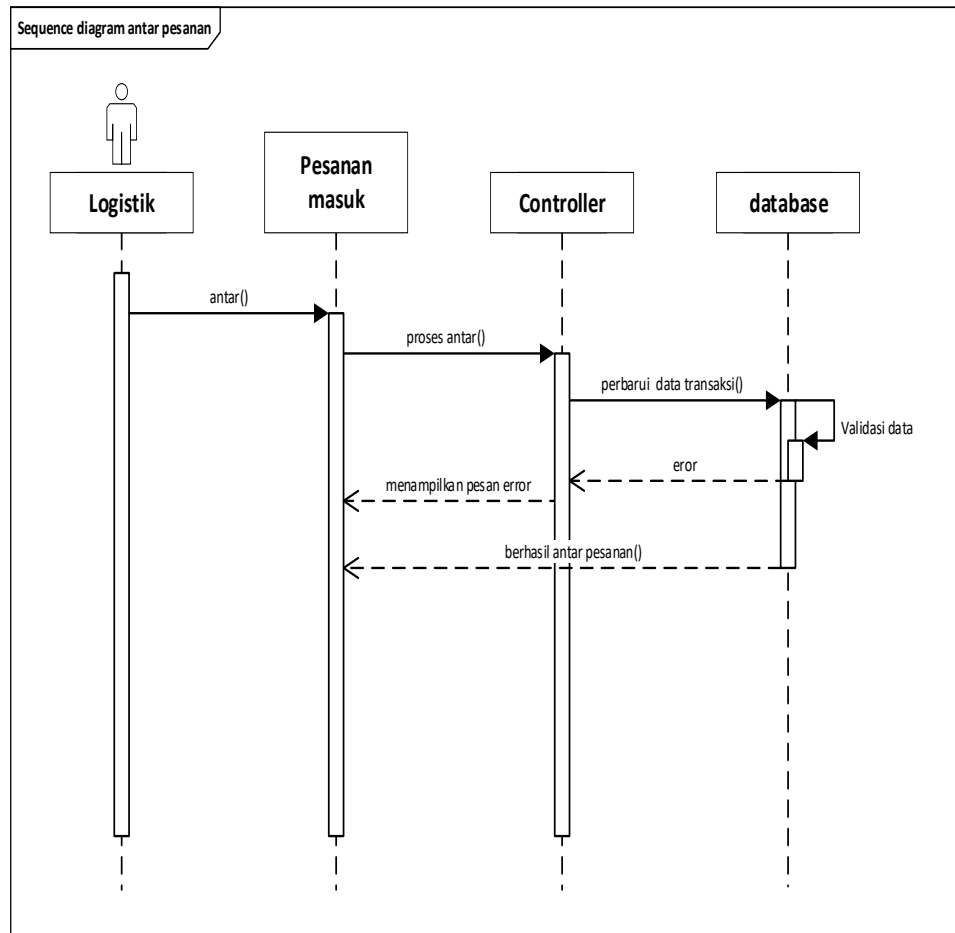 Sequence diagram antar pesanan
Logistik
Pesanan
masuk
Controller
database
antar()
proses antar()
perbarui data transaksi()
Validasi data
eror
menampilkan pesan error
berhasil antar pesanan()